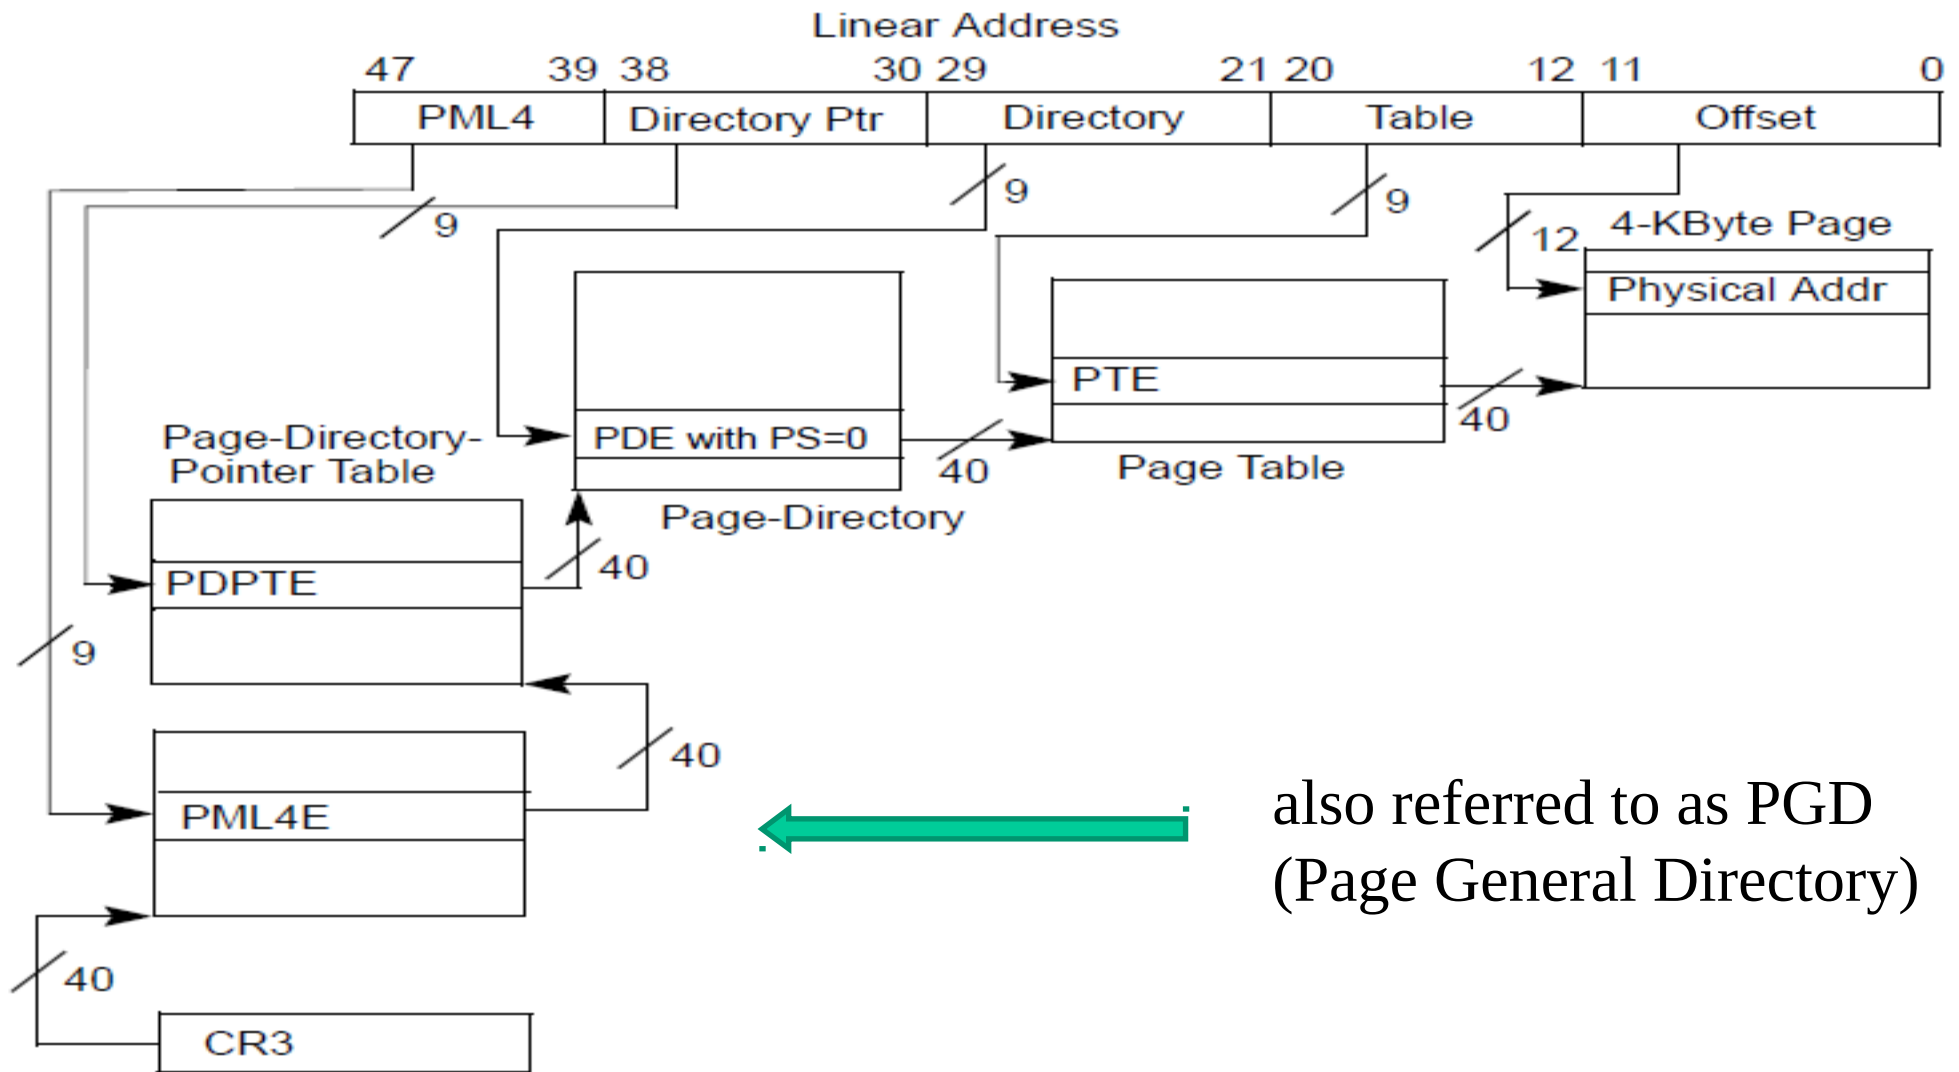 Linear Address
47 39 38 30 29 21 20 12 11 0
PML4 Directory Ptr Directory Table Offset
9 9 9 12
4-KByte Page
Physical Addr
PTE
40
Page Table
PDE with PS=0
40
Page-Directory
Page-Directory-
Pointer Table
PDPTE
40
9
PML4E
40
also referred to as PGD
(Page General Directory)
40
CR3